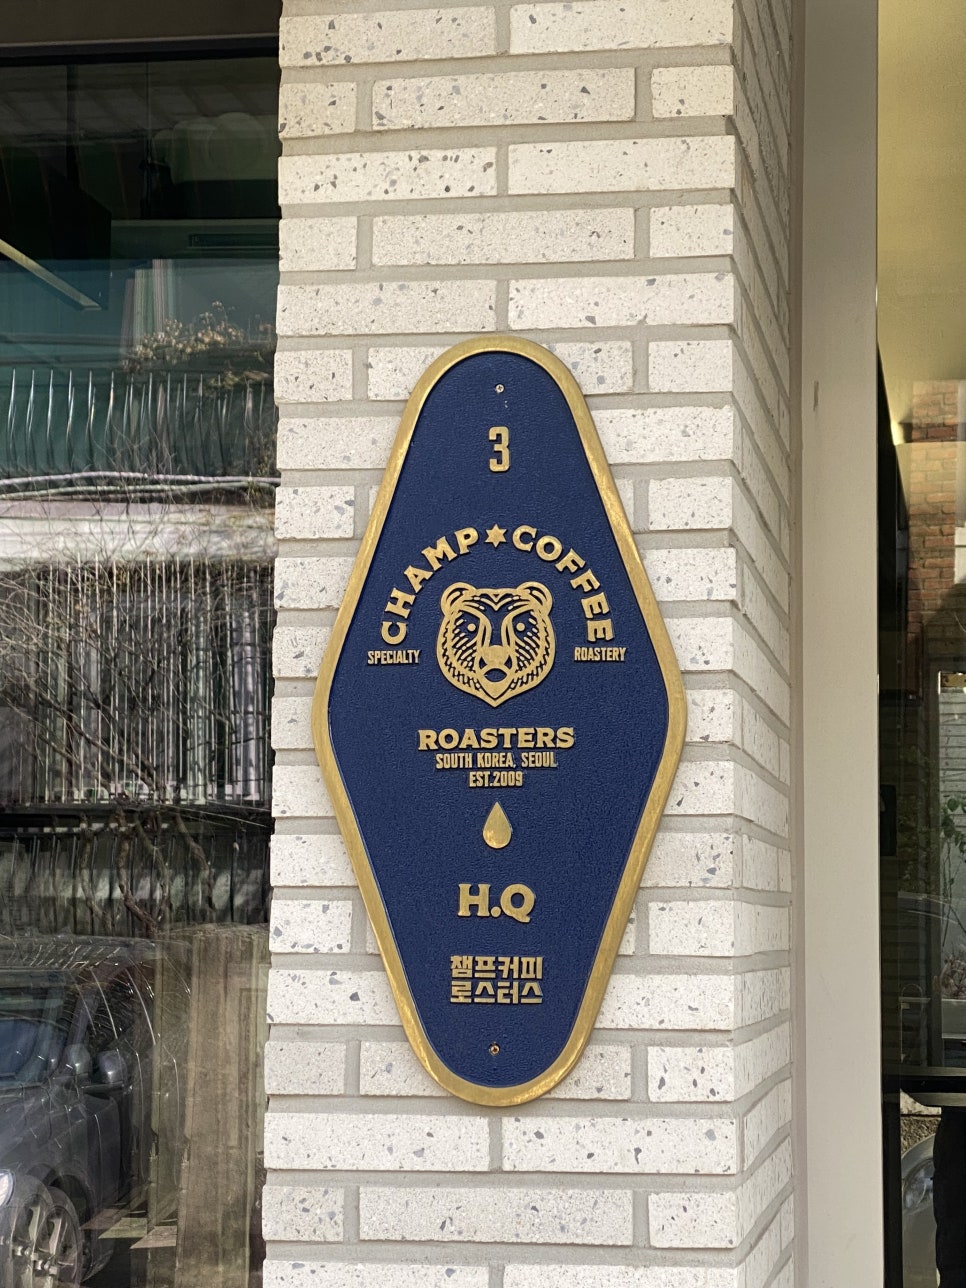 3
CHAMP✶COFFEE
SPECIALTY ROASTERY
ROASTERS
SOUTH KOREA, SEOUL
EST.2009
H.Q
챔프커피
로스터스